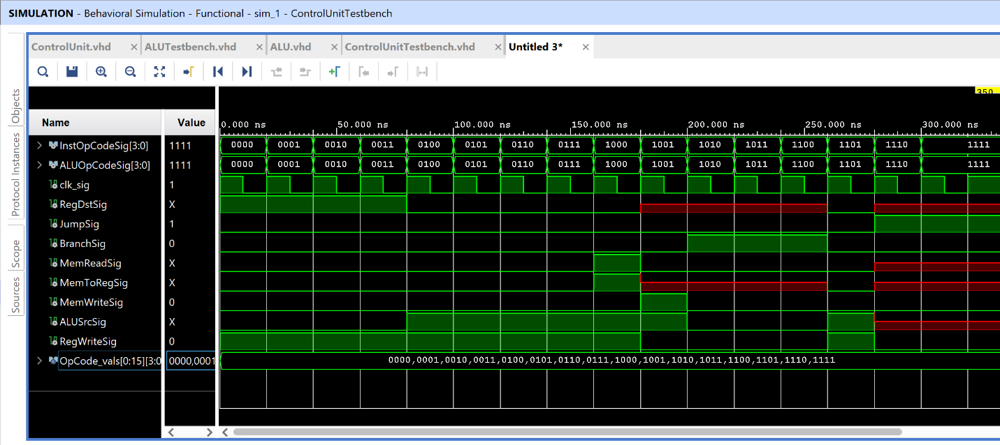 SIMULATION - Behavioral Simulation - Functional - sim_1 - ControlUnitTestbench
Objects
Protocol Instances
Scope
Sources
ControlUnit.vhd × ALUTestbench.vhd × ALU.vhd × ControlUnitTestbench.vhd × Untitled 3* ×
350
Name Value
0.000 ns 50.000 ns 100.000 ns 150.000 ns 200.000 ns 250.000 ns 300.000 ns
InstOpCodeSig[3:0] 1111 0000 0001 0010 0011 0100 0101 0110 0111 1000 1001 1010 1011 1100 1101 1110 1111
ALUOpCodeSig[3:0] 1111 0000 0001 0010 0011 0100 0101 0110 0111 1000 1001 1010 1011 1100 1101 1110 1111
clk_sig 1
RegDstSig X
JumpSig 1
BranchSig 0
MemReadSig X
MemToRegSig X
MemWriteSig 0
ALUSrcSig X
RegWriteSig 0
OpCode_vals[0:15][3:0 0000,0001 0000,0001,0010,0011,0100,0101,0110,0111,1000,1001,1010,1011,1100,1101,1110,1111